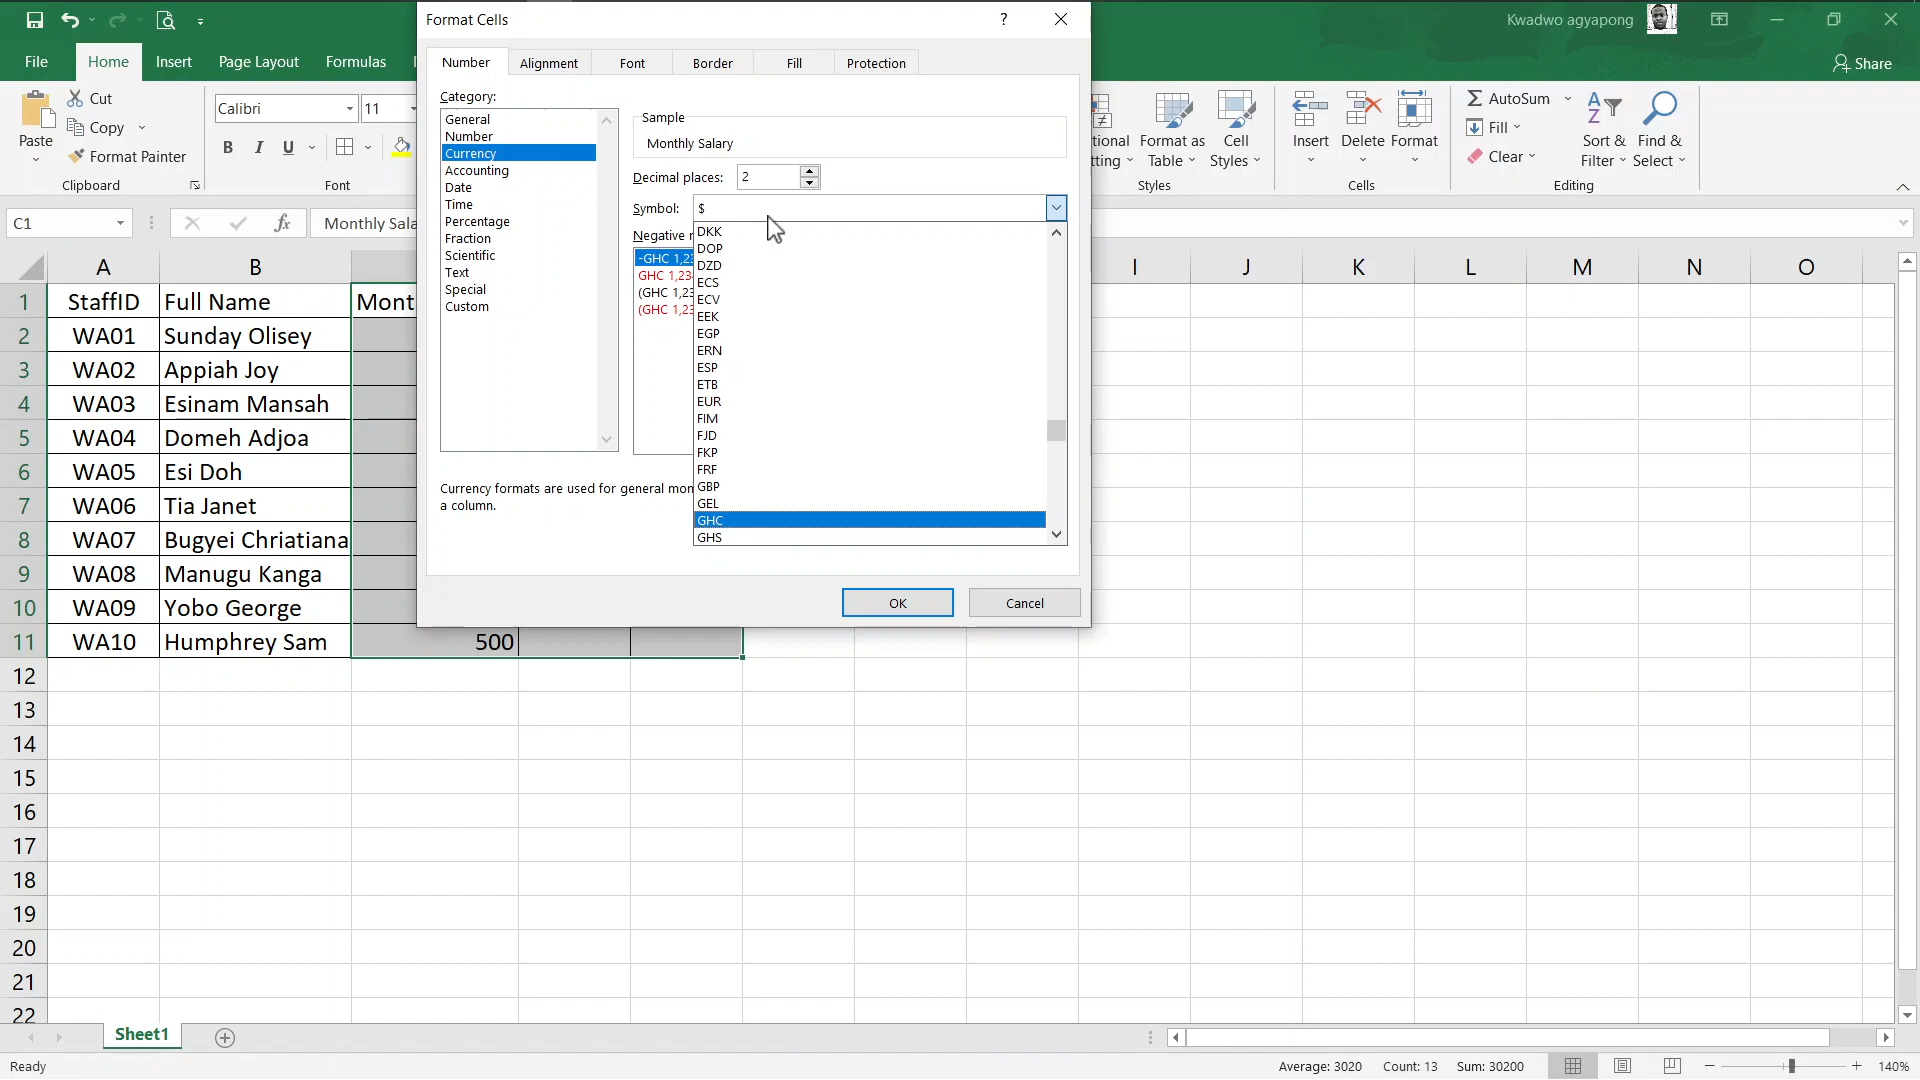 Format Cells
?
Kwadwo agyapong
File
Home
Insert
Page Layout
Formulas
Share
Paste
Cut
Copy
Format Painter
Clipboard
Calibri
11
B
I
U
Font
Format as
Table
Cell
Styles
Styles
Insert
Delete
Format
Cells
AutoSum
Fill
Clear
Sort &
Filter
Find &
Select
Editing
Number
Alignment
Font
Border
Fill
Protection
Category:
General
Number
Currency
Accounting
Date
Time
Percentage
Fraction
Scientific
Text
Special
Custom
Sample
Monthly Salary
Decimal places:
2
Symbol:
$
DKK
DOP
DZD
ECS
ECV
EEK
EGP
ERN
ESP
ETB
EUR
FIM
FJD
FKP
FRF
GBP
GEL
GHC
GHS
Currency formats are used for general
a column.
OK
Cancel
C1
fx
Monthly
A B I J K L M N O
1 StaffID Full Name
2 WA01 Sunday Olisey
3 WA02 Appiah Joy
4 WA03 Esinam Mansah
5 WA04 Domeh Adjoa
6 WA05 Esi Doh
7 WA06 Tia Janet
8 WA07 Bugyei Chriatiana
9 WA08 Manugu Kanga
10 WA09 Yobo George
11 WA10 Humphrey Sam 500
12
13
14
15
16
17
18
19
20
21
22
Sheet1
Ready
Average: 3020 Count: 13 Sum: 30200
140%